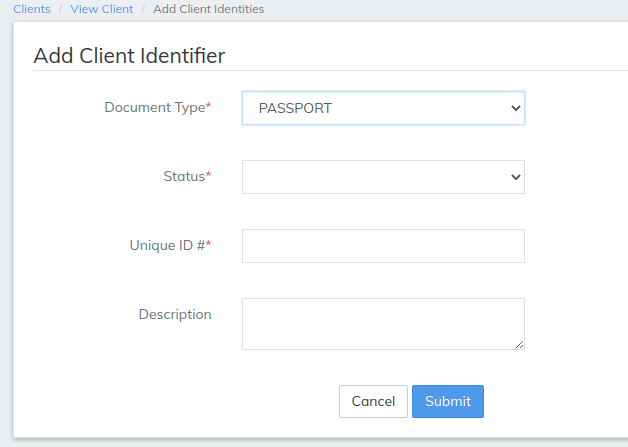 Clients / View Client / Add Client Identities
Add Client Identifier
Document Type* PASSPORT
Status*
Unique ID #*
Description
Cancel Submit